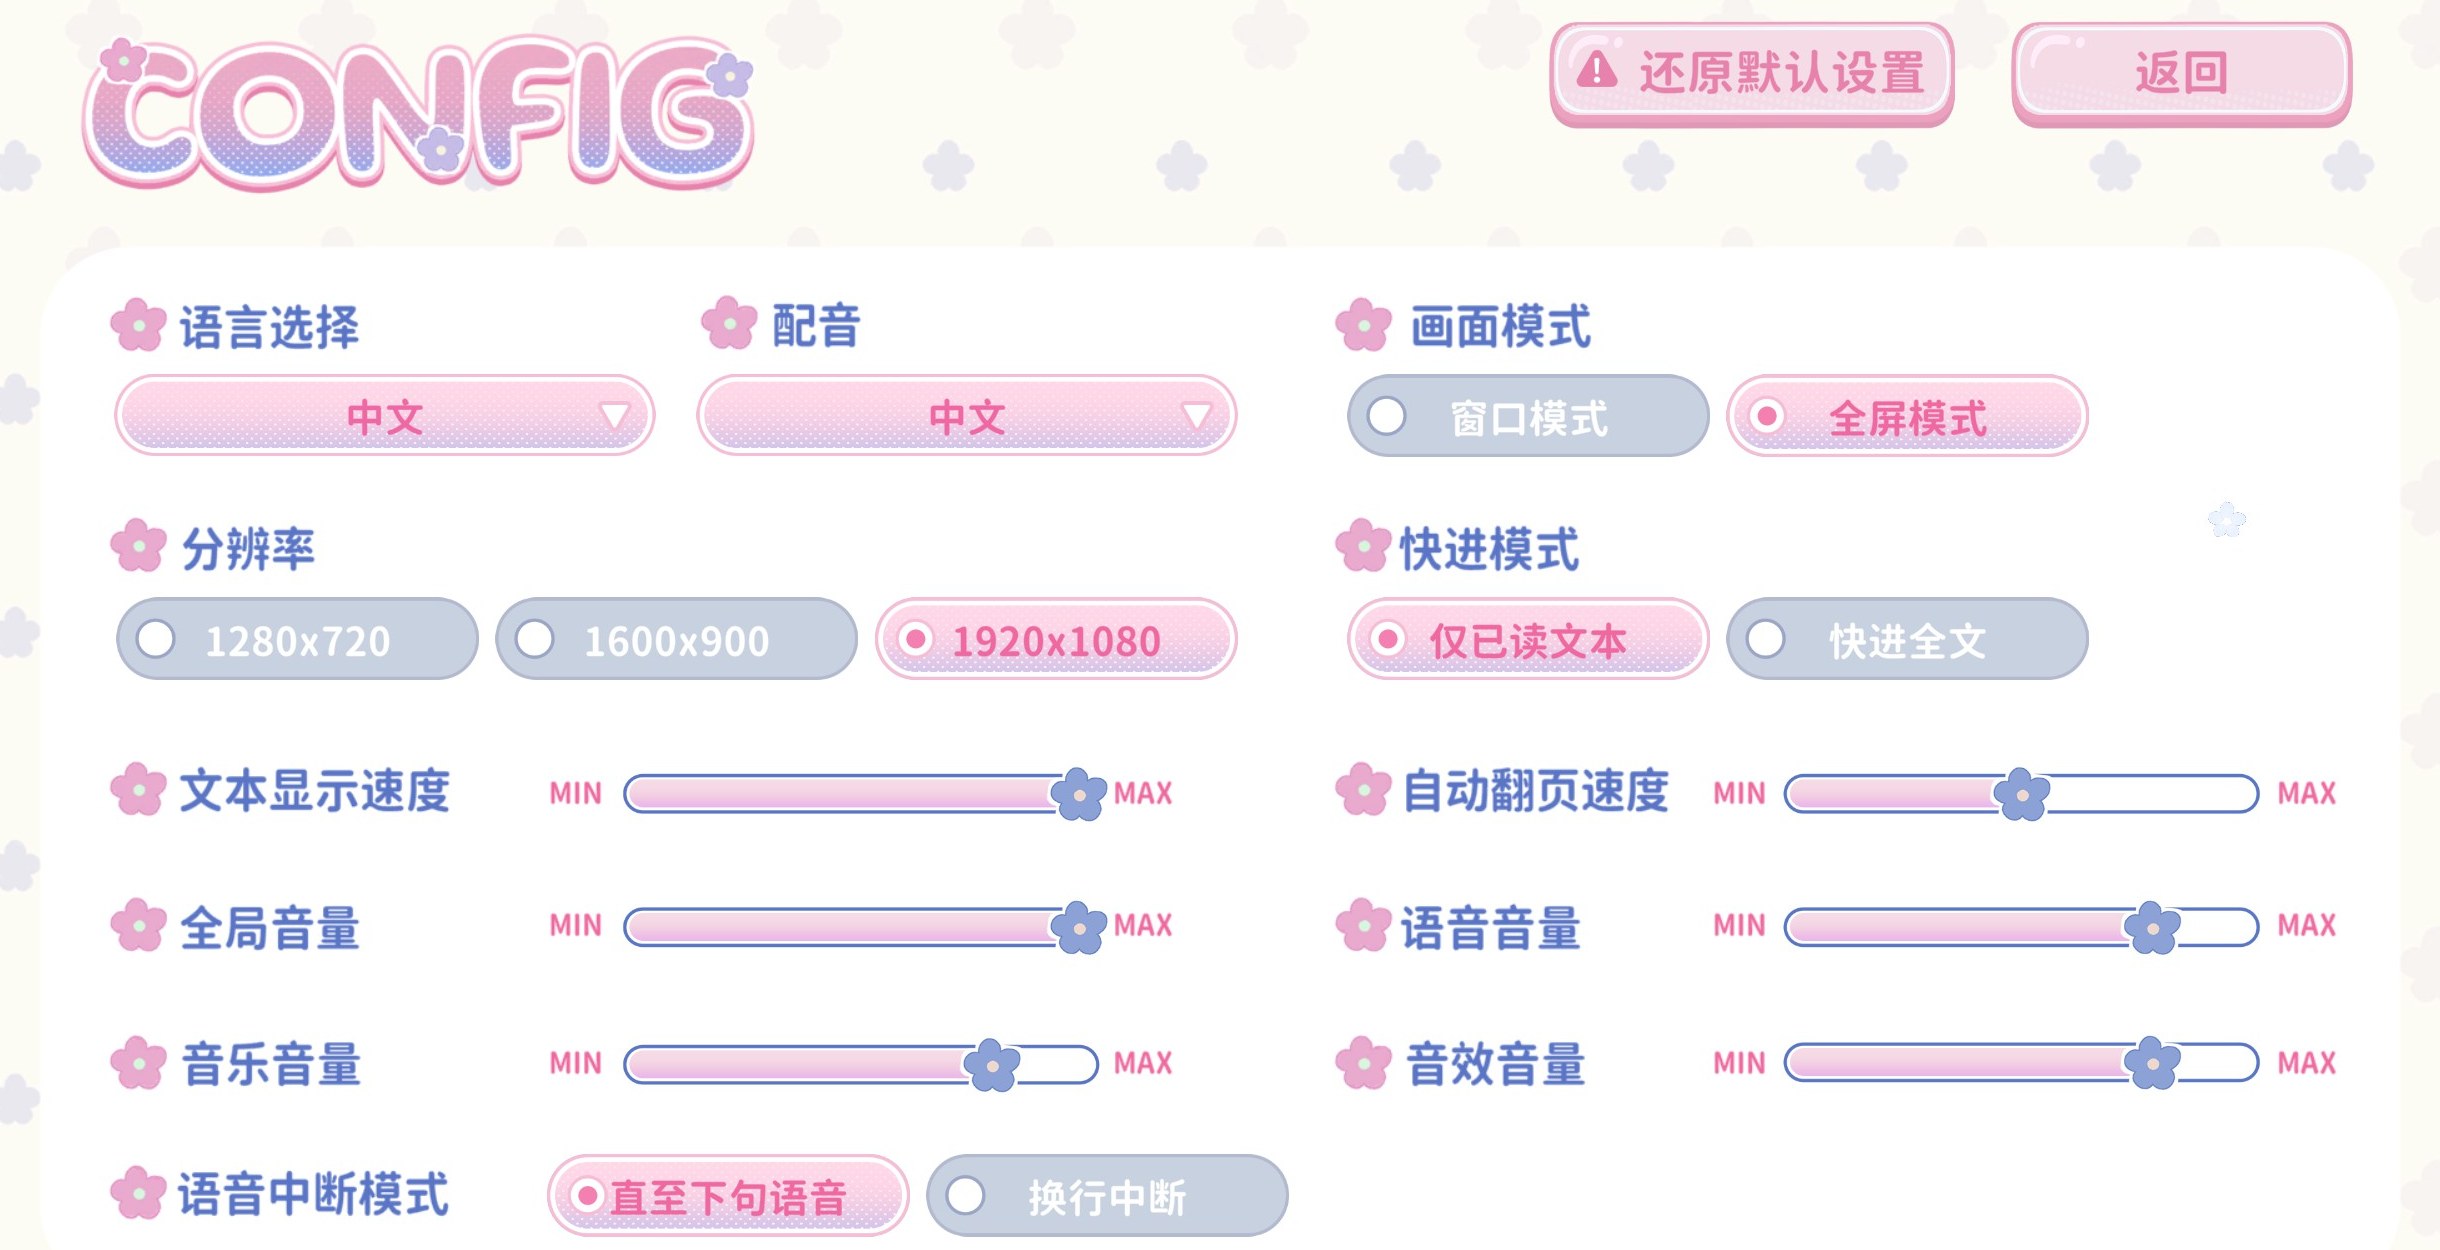 CONFIG
还原默认设置
返回
语言选择
配音
画面模式
中文
中文
窗口模式
全屏模式
分辨率
快进模式
1280x720
1600x900
1920x1080
仅已读文本
快进全文
文本显示速度
MIN
MAX
自动翻页速度
MIN
MAX
全局音量
MIN
MAX
语音音量
MIN
MAX
音乐音量
MIN
MAX
音效音量
MIN
MAX
语音中断模式
直至下句语音
换行中断